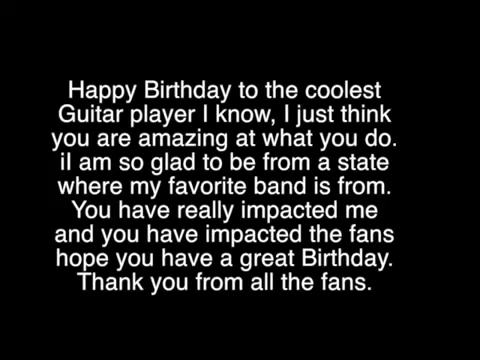 Happy Birthday to the coolest
Guitar player I know, I just think
you are amazing at what you do.
iI am so glad to be from a state
where my favorite band is from.
You have really impacted me
and you have impacted the fans
hope you have a great Birthday.
Thank you from all the fans.